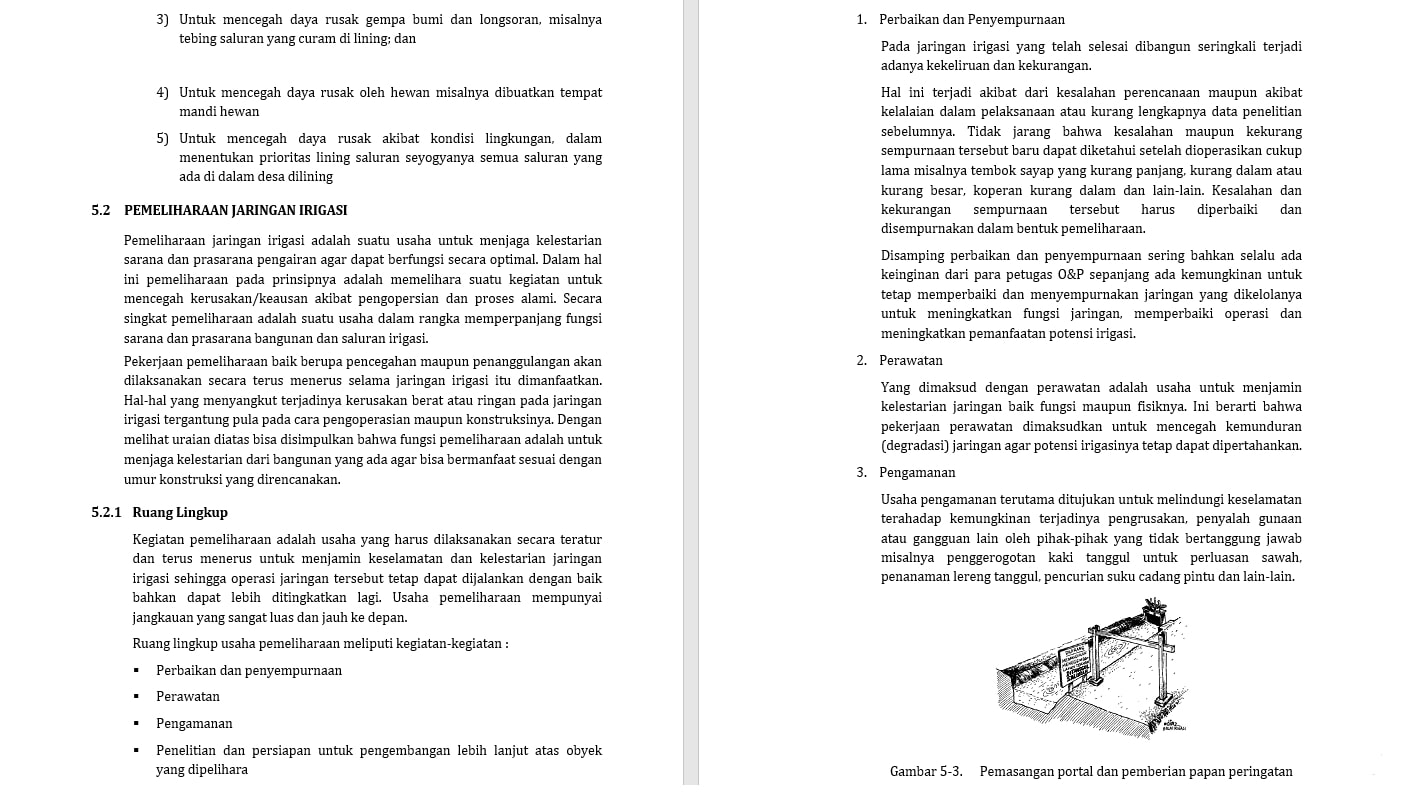 3) Untuk mencegah daya rusak gempa bumi dan longsoran, misalnya
tebing saluran yang curam di lining; dan
4) Untuk mencegah daya rusak oleh hewan misalnya dibuatkan tempat
mandi hewan
5) Untuk mencegah daya rusak akibat kondisi lingkungan, dalam
menentukan prioritas lining saluran seyogyanya semua saluran yang
ada di dalam desa dilining
5.2 PEMELIHARAAN JARINGAN IRIGASI
Pemeliharaan jaringan irigasi adalah suatu usaha untuk menjaga kelestarian
sarana dan prasarana pengairan agar dapat berfungsi secara optimal. Dalam hal
ini pemeliharaan pada prinsipnya adalah memelihara suatu kegiatan untuk
mencegah kerusakan/keausan akibat pengopersian dan proses alami. Secara
singkat pemeliharaan adalah suatu usaha dalam rangka memperpanjang fungsi
sarana dan prasarana bangunan dan saluran irigasi.
Pekerjaan pemeliharaan baik berupa pencegahan maupun penanggulangan akan
dilaksanakan secara terus menerus selama jaringan irigasi itu dimanfaatkan.
Hal-hal yang menyangkut terjadinya kerusakan berat atau ringan pada jaringan
irigasi tergantung pula pada cara pengoperasian maupun konstruksinya. Dengan
melihat uraian diatas bisa disimpulkan bahwa fungsi pemeliharaan adalah untuk
menjaga kelestarian dari bangunan yang ada agar bisa bermanfaat sesuai dengan
umur konstruksi yang direncanakan.
5.2.1 Ruang Lingkup
Kegiatan pemeliharaan adalah usaha yang harus dilaksanakan secara teratur
dan terus menerus untuk menjamin keselamatan dan kelestarian jaringan
irigasi sehingga operasi jaringan tersebut tetap dapat dijalankan dengan baik
bahkan dapat lebih ditingkatkan lagi. Usaha pemeliharaan mempunyai
jangkauan yang sangat luas dan jauh ke depan.
Ruang lingkup usaha pemeliharaan meliputi kegiatan-kegiatan :
▪ Perbaikan dan penyempurnaan
▪ Perawatan
▪ Pengamanan
▪ Penelitian dan persiapan untuk pengembangan lebih lanjut atas obyek
yang dipelihara
1. Perbaikan dan Penyempurnaan
Pada jaringan irigasi yang telah selesai dibangun seringkali terjadi
adanya kekeliruan dan kekurangan.
Hal ini terjadi akibat dari kesalahan perencanaan maupun akibat
kelalaian dalam pelaksanaan atau kurang lengkapnya data penelitian
sebelumnya. Tidak jarang bahwa kesalahan maupun kekurang
sempurnaan tersebut baru dapat diketahui setelah dioperasikan cukup
lama misalnya tembok sayap yang kurang panjang, kurang dalam atau
kurang besar, koperan kurang dalam dan lain-lain. Kesalahan dan
kekurangan sempurnaan tersebut harus diperbaiki dan
disempurnakan dalam bentuk pemeliharaan.
Disamping perbaikan dan penyempurnaan sering bahkan selalu ada
keinginan dari para petugas O&P sepanjang ada kemungkinan untuk
tetap memperbaiki dan menyempurnakan jaringan yang dikelolanya
untuk meningkatkan fungsi jaringan, memperbaiki operasi dan
meningkatkan pemanfaatan potensi irigasi.
2. Perawatan
Yang dimaksud dengan perawatan adalah usaha untuk menjamin
kelestarian jaringan baik fungsi maupun fisiknya. Ini berarti bahwa
pekerjaan perawatan dimaksudkan untuk mencegah kemunduran
(degradasi) jaringan agar potensi irigasinya tetap dapat dipertahankan.
3. Pengamanan
Usaha pengamanan terutama ditujukan untuk melindungi keselamatan
terahadap kemungkinan terjadinya pengrusakan, penyalah gunaan
atau gangguan lain oleh pihak-pihak yang tidak bertanggung jawab
misalnya penggerogotan kaki tanggul untuk perluasan sawah,
penanaman lereng tanggul, pencurian suku cadang pintu dan lain-lain.
Gambar 5-3. Pemasangan portal dan pemberian papan peringatan